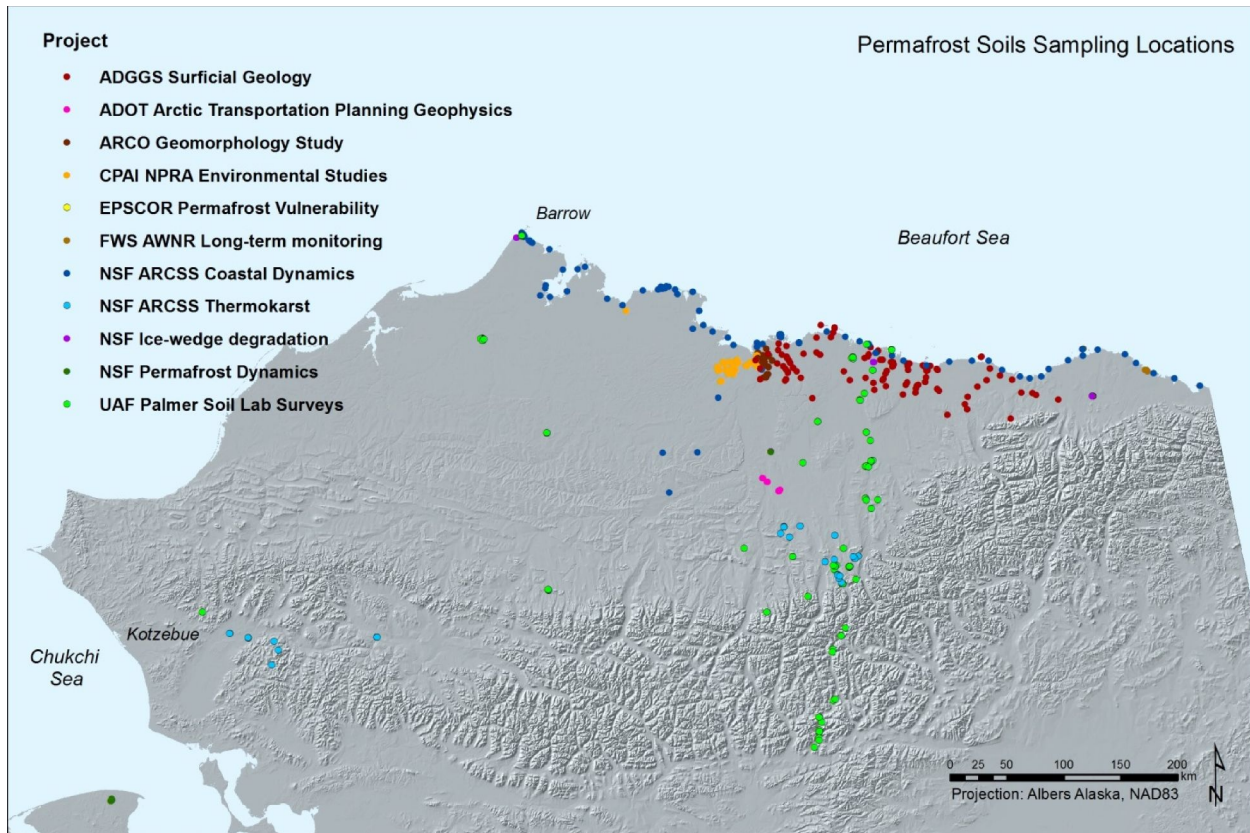 Project
Permafrost Soils Sampling Locations
ADGGS Surficial Geology
ADOT Arctic Transportation Planning Geophysics
ARCO Geomorphology Study
CPAI NPRA Environmental Studies
EPSCOR Permafrost Vulnerability
FWS AWNR Long-term monitoring
NSF ARCSS Coastal Dynamics
NSF ARCSS Thermokarst
NSF Ice-wedge degradation
NSF Permafrost Dynamics
UAF Palmer Soil Lab Surveys
Barrow
Beaufort Sea
Kotzebue
Chukchi
Sea
0 25 50 100 150 200
km
Projection: Albers Alaska, NAD83
N